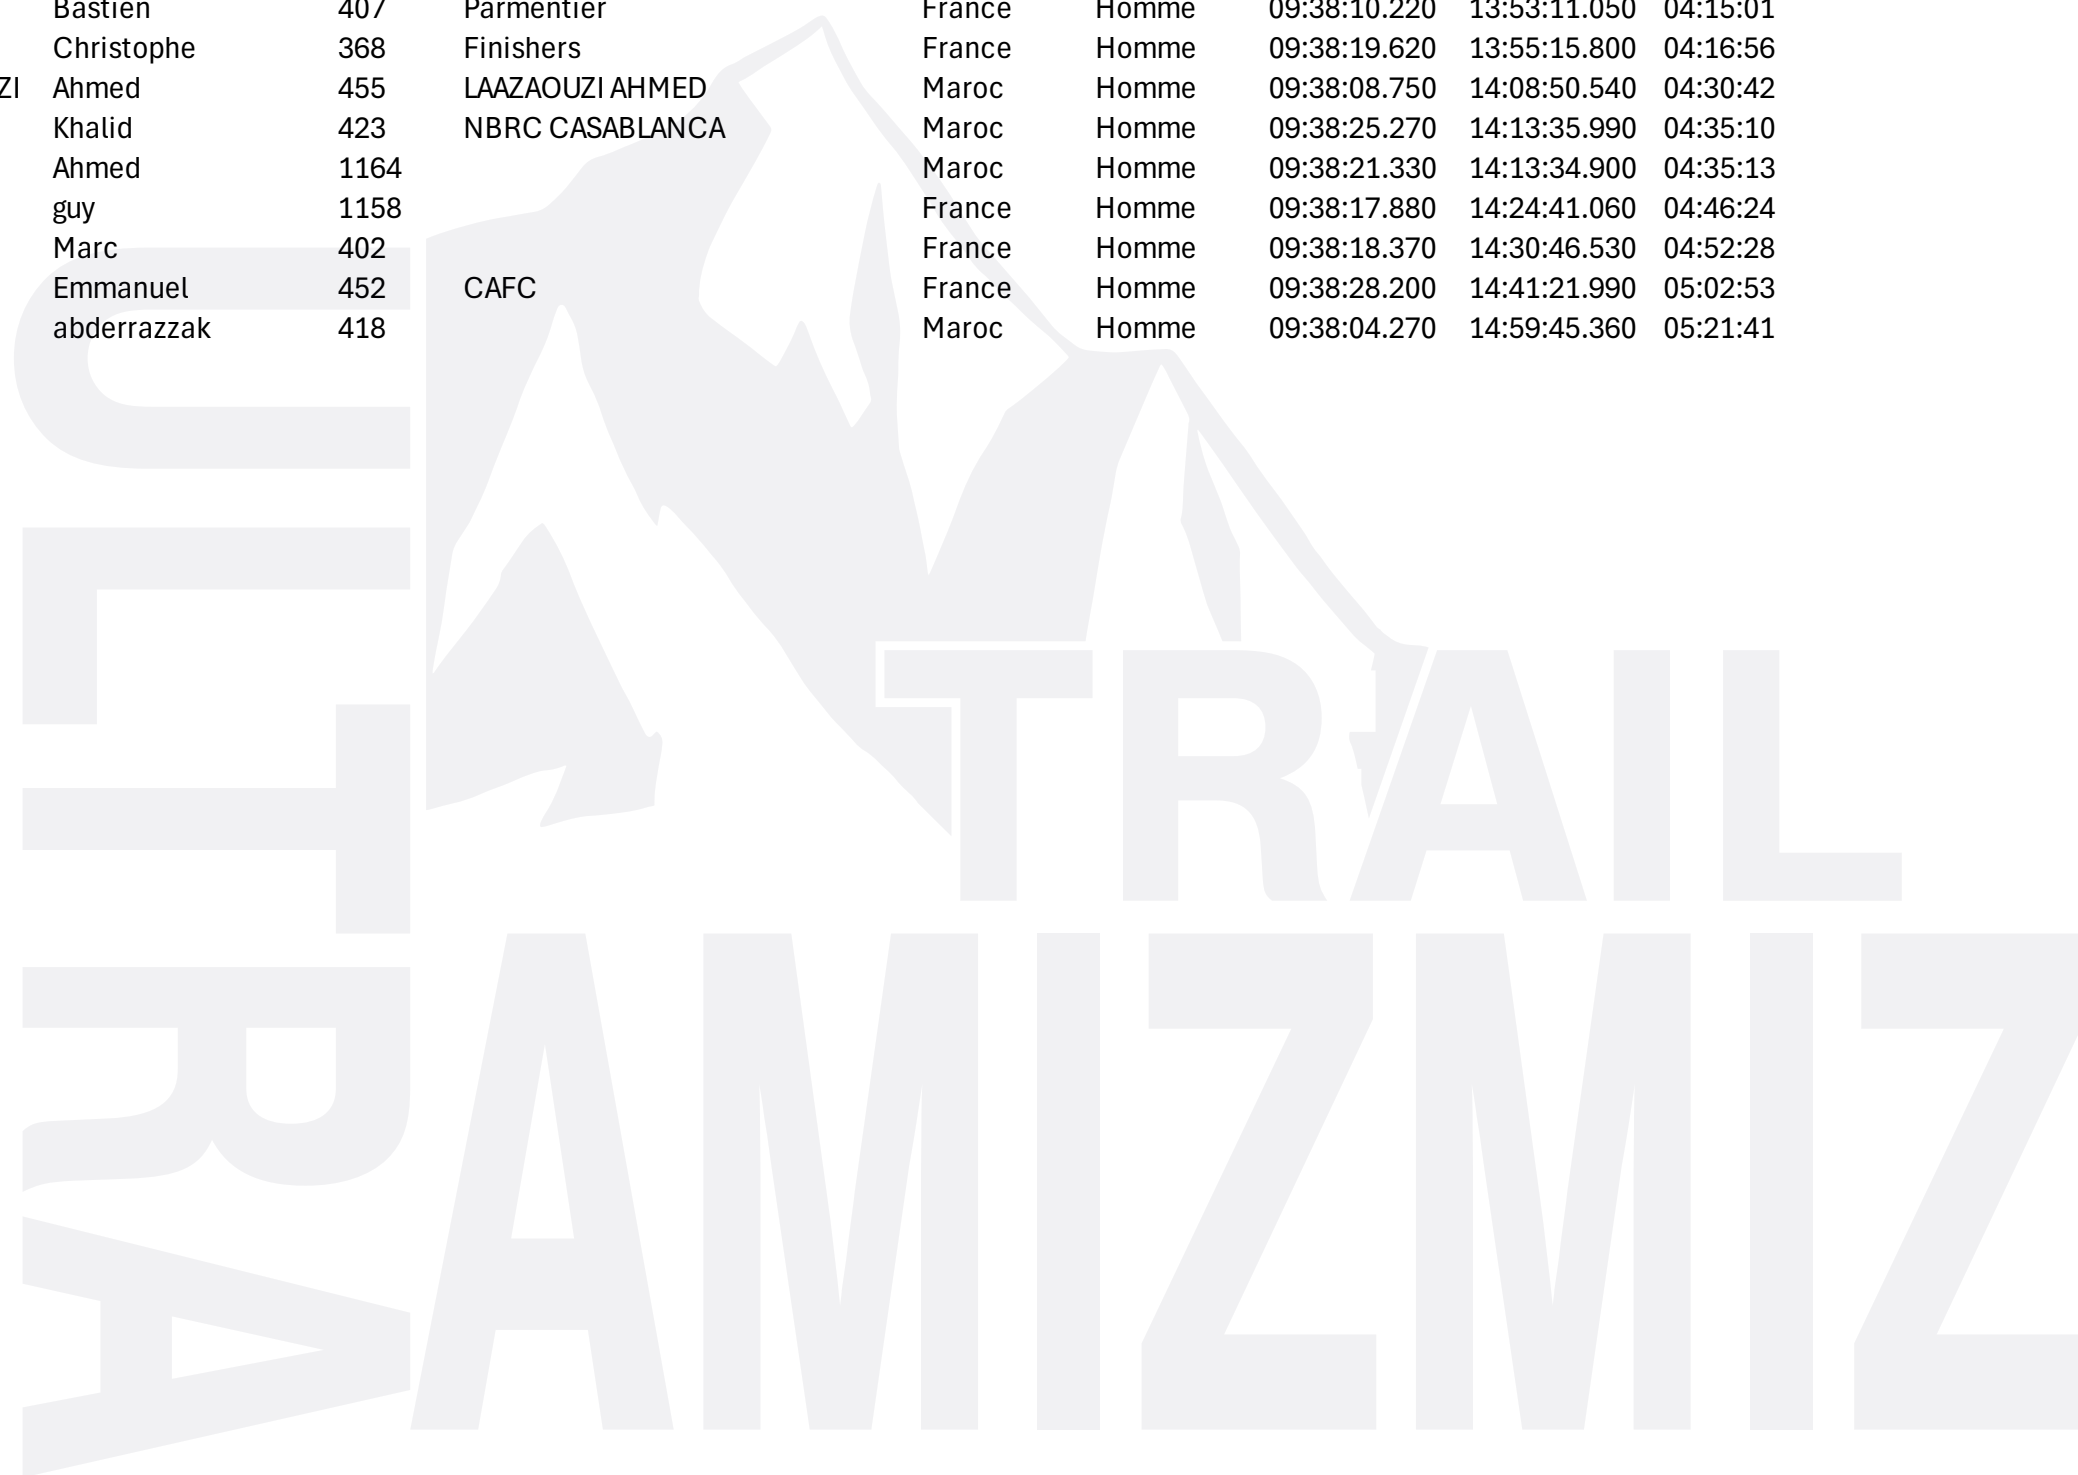 Bastien 407 Parmentier France Homme 09:38:10.220 13:53:11.050 04:15:01
Christophe 368 Finishers France Homme 09:38:19.620 13:55:15.800 04:16:56
ZI Ahmed 455 LAAZAOUZI AHMED Maroc Homme 09:38:08.750 14:08:50.540 04:30:42
Khalid 423 NBRC CASABLANCA Maroc Homme 09:38:25.270 14:13:35.990 04:35:10
Ahmed 1164 Maroc Homme 09:38:21.330 14:13:34.900 04:35:13
guy 1158 France Homme 09:38:17.880 14:24:41.060 04:46:24
Marc 402 France Homme 09:38:18.370 14:30:46.530 04:52:28
Emmanuel 452 CAFC France Homme 09:38:28.200 14:41:21.990 05:02:53
abderrazzak 418 Maroc Homme 09:38:04.270 14:59:45.360 05:21:41
ULTRA
TRAIL
AMIZMIZ